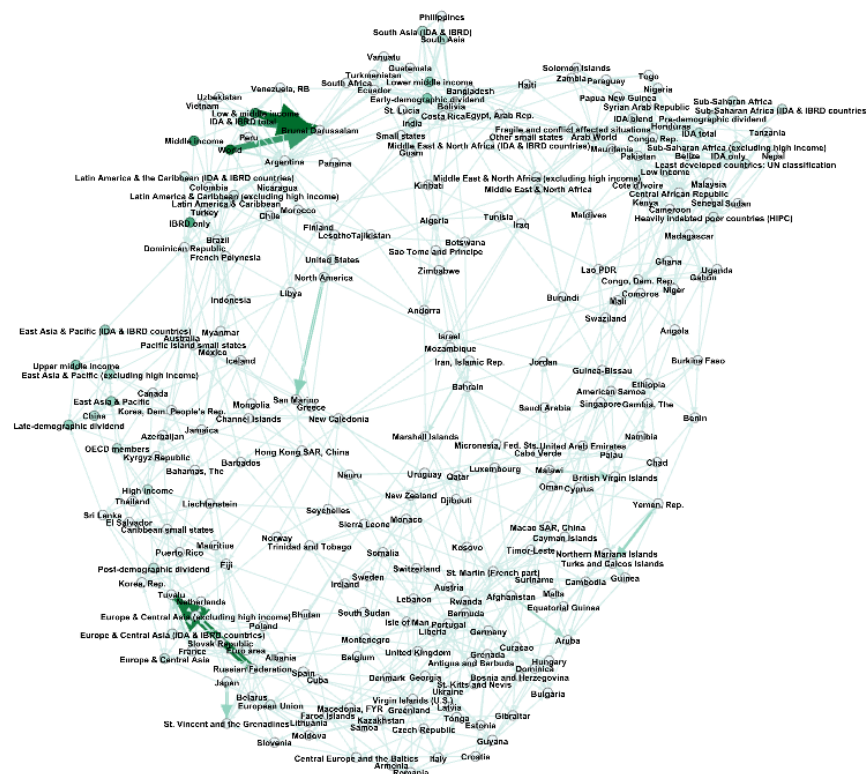 Philippines
South Asia (IDA & IBRD)
South Asia
Vanuatu
Guatemala
Solomon Islands
Turkmenistan
Zambia
Togo
South Africa
Lower middle income
Haiti
Paraguay
Venezuela, RB
Ecuador
Bangladesh
Nigeria
Uzbekistan
Early-demographic dividend
Papua New Guinea
Vietnam
Bolivia
Syrian Arab Republic
Sub-Saharan Africa
St. Lucia
Costa Rica
Egypt, Arab Rep.
Sub-Saharan Africa (IDA & IBRD countries)
Low & middle income
IDA blend
Pre-demographic dividend
IDA & IBRD total
India
Fragile and conflict affected situations
Honduras
Brunei Darussalam
Small states
Other small states
Arab World
Congo, Rep.
IDA total
Tanzania
Peru
Middle income
Middle East & North Africa (IDA & IBRD countries)
Mauritania
Sub-Saharan Africa (excluding high income)
World
Guam
Pakistan
Belize
IDA only
Nepal
Argentina
Panama
Least developed countries: UN classification
Low income
Latin America & the Caribbean (IDA & IBRD countries)
Middle East & North Africa (excluding high income)
Colombia
Nicaragua
Kiribati
Middle East & North Africa
Cote d'Ivoire
Malaysia
Latin America & Caribbean (excluding high income)
Central African Republic
Latin America & Caribbean
Kenya
Senegal
Sudan
Turkey
Morocco
Cameroon
Chile
Algeria
Tunisia
Maldives
Heavily indebted poor countries (HIPC)
IBRD only
Finland
Iraq
Brazil
Lesotho
Tajikistan
Botswana
Madagascar
Dominican Republic
Sao Tome and Principe
French Polynesia
United States
Ghana
North America
Zimbabwe
Lao PDR
Uganda
Congo, Dem. Rep.
Gabon
Indonesia
Libya
Burundi
Comoros
Niger
Mali
Andorra
Swaziland
East Asia & Pacific (IDA & IBRD countries)
Myanmar
Angola
Australia
Israel
Pacific Island small states
Mozambique
Mexico
Upper middle income
Iceland
Iran, Islamic Rep.
Jordan
Burkina Faso
East Asia & Pacific (excluding high income)
Guinea-Bissau
Bahrain
Ethiopia
Canada
American Samoa
East Asia & Pacific
San Marino
Singapore
Gambia, The
Mongolia
Greece
Saudi Arabia
China
Korea, Dem. People's Rep.
Channel Islands
New Caledonia
Benin
Late-demographic dividend
Jamaica
Azerbaijan
Marshall Islands
Namibia
OECD members
Micronesia, Fed. Sts.
United Arab Emirates
Kyrgyz Republic
Hong Kong SAR, China
Cabo Verde
Palau
Barbados
Luxembourg
Chad
Bahamas, The
Malawi
High income
Nauru
Uruguay
Qatar
British Virgin Islands
Thailand
Oman
Cyprus
Liechtenstein
New Zealand
Djibouti
Yemen, Rep.
Sri Lanka
Seychelles
El Salvador
Sierra Leone
Monaco
Caribbean small states
Macao SAR, China
Norway
Cayman Islands
Mauritius
Trinidad and Tobago
Kosovo
Timor-Leste
Puerto Rico
Somalia
Northern Mariana Islands
Post-demographic dividend
Fiji
Switzerland
Turks and Caicos Islands
Sweden
St. Martin (French part)
Korea, Rep.
Ireland
Austria
Suriname
Cambodia
Guinea
Tuvalu
Netherlands
Lebanon
Rwanda
Afghanistan
Malta
Equatorial Guinea
Europe & Central Asia (excluding high income)
Bhutan
South Sudan
Bermuda
Poland
Isle of Man
Portugal
Europe & Central Asia (IDA & IBRD countries)
Liberia
Germany
Aruba
Slovak Republic
Montenegro
Curacao
France
Euro area
United Kingdom
Grenada
Europe & Central Asia
Albania
Belgium
Antigua and Barbuda
Hungary
Russian Federation
Spain
Dominica
Japan
Cuba
Denmark
Georgia
Bosnia and Herzegovina
St. Kitts and Nevis
Ukraine
Bulgaria
Belarus
European Union
Virgin Islands (U.S.)
Macedonia, FYR
Greenland
Latvia
Gibraltar
St. Vincent and the Grenadines
Faroe Islands
Lithuania
Kazakhstan
Tonga
Samoa
Czech Republic
Estonia
Moldova
Slovenia
Guyana
Central Europe and the Baltics
Italy
Croatia
Armenia
Romania